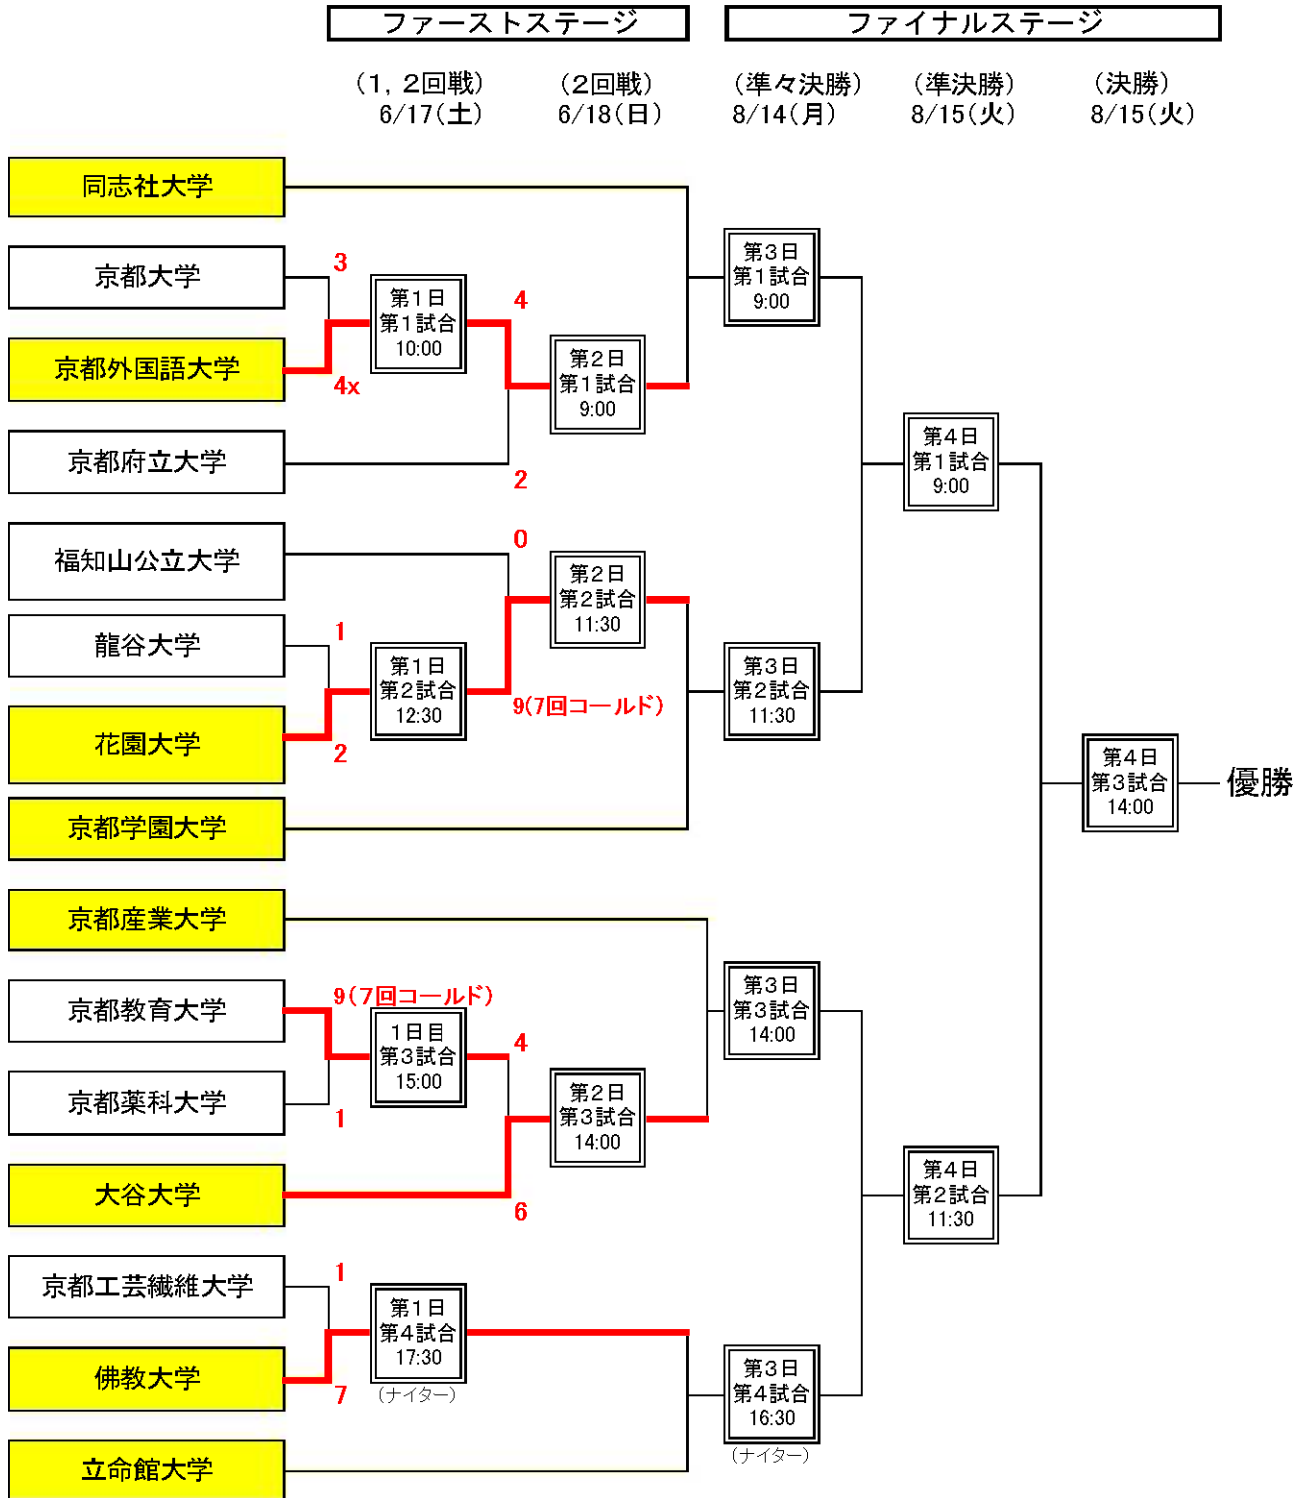 ファーストステージ
ファイナルステージ
(1，2回戦)
6/17(土)
(2回戦)
6/18(日)
(準々決勝)
8/14(月)
(準決勝)
8/15(火)
(決勝)
8/15(火)
同志社大学
京都大学
3
第1日
第1試合
10:00
京都外国語大学
4x
4
第2日
第1試合
9:00
京都府立大学
2
第3日
第1試合
9:00
福知山公立大学
0
第2日
第2試合
11:30
龍谷大学
1
第1日
第2試合
12:30
花園大学
2
9(7回コールド)
京都学園大学
第3日
第2試合
11:30
第4日
第1試合
9:00
京都産業大学
京都教育大学
9(7回コールド)
1日目
第3試合
15:00
京都薬科大学
1
4
第2日
第3試合
14:00
大谷大学
6
第3日
第3試合
14:00
京都工芸繊維大学
1
第1日
第4試合
17:30
(ナイター)
佛教大学
7
立命館大学
第3日
第4試合
16:30
(ナイター)
第4日
第2試合
11:30
第4日
第3試合
14:00
優勝